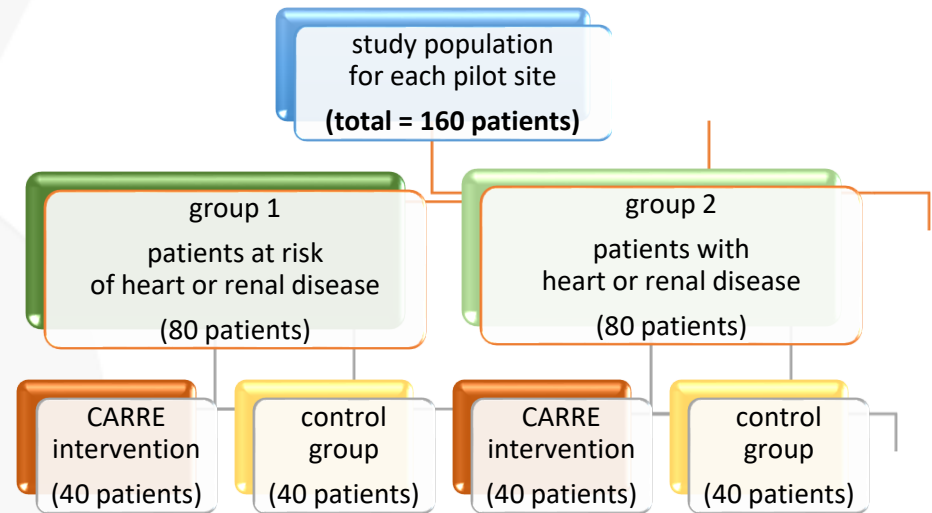 study population
for each pilot site
(total = 160 patients)
group 1
patients at risk
of heart or renal disease
(80 patients)
group 2
patients with
heart or renal disease
(80 patients)
CARRE
intervention
(40 patients)
control
group
(40 patients)
CARRE
intervention
(40 patients)
control
group
(40 patients)